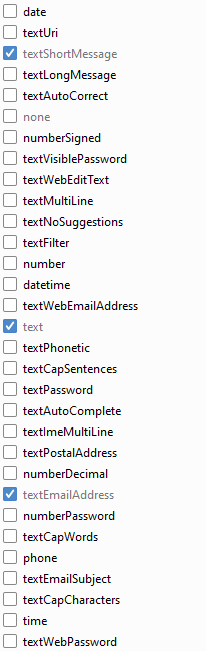 date
textUri
textShortMessage
textLongMessage
textAutoCorrect
none
numberSigned
textVisiblePassword
textWebEditText
textMultiLine
textNoSuggestions
textFilter
number
datetime
textWebEmailAddress
text
textPhonetic
textCapSentences
textPassword
textAutoComplete
textImeMultiLine
textPostalAddress
numberDecimal
textEmailAddress
numberPassword
textCapWords
phone
textEmailSubject
textCapCharacters
time
textWebPassword